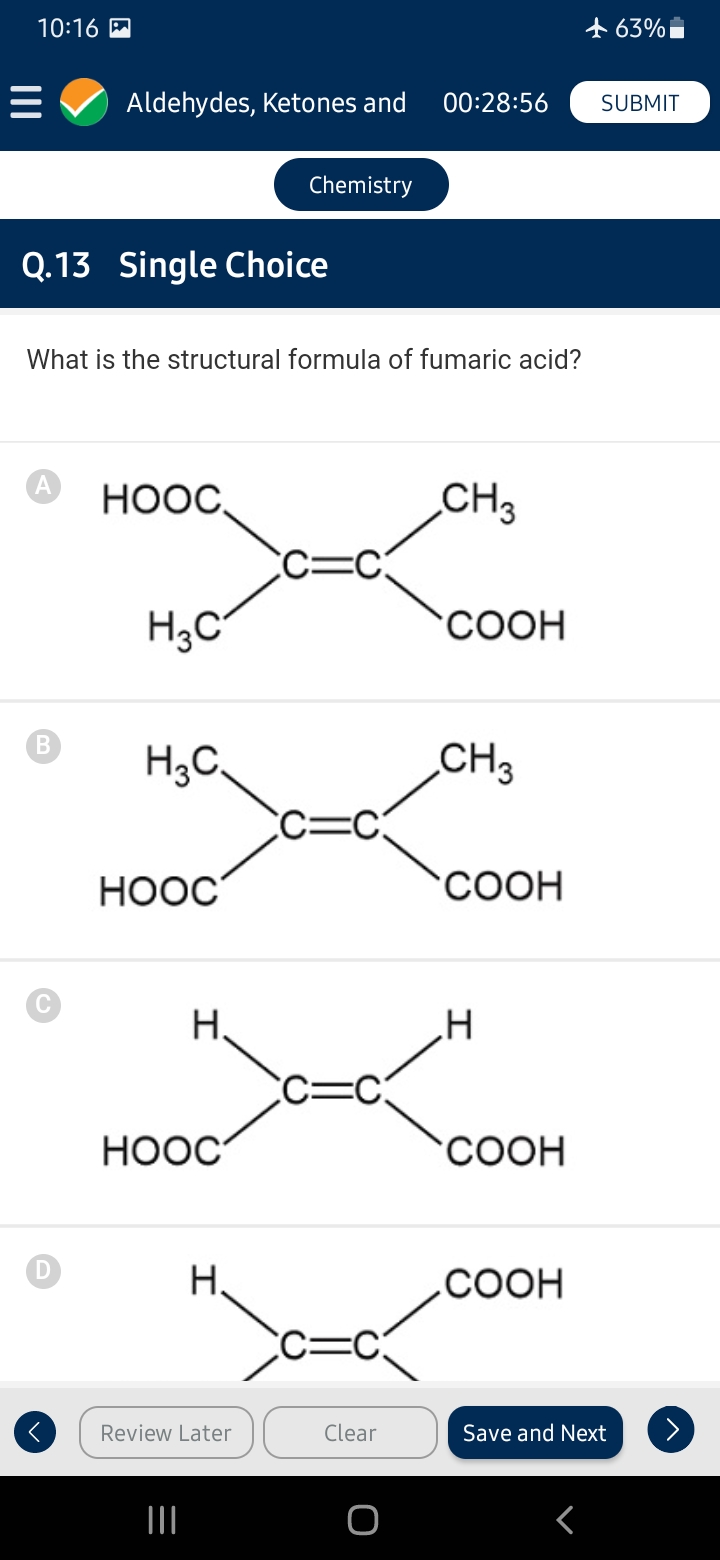 10:16
63%
Aldehydes, Ketones and 00:28:56 SUBMIT
Chemistry
Q.13 Single Choice
What is the structural formula of fumaric acid?
A
HOOC CH₃
C=C
H₃C COOH
B
H₃C CH₃
C=C
HOOC COOH
C
H H
C=C
HOOC COOH
D
H COOH
C=C
Review Later Clear Save and Next